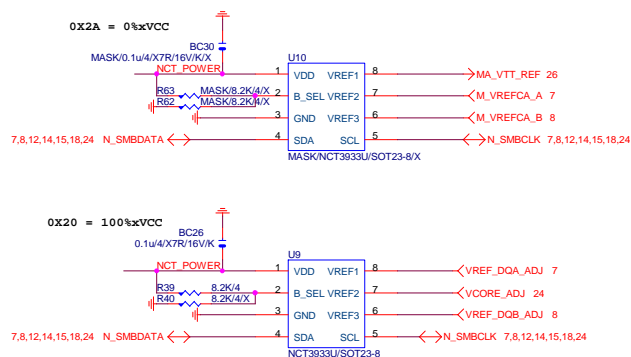 0X2A = 0%xVCC
BC30
MASK/0.1u/4/X7R/16V/K/X
NCT_POWER
U10
1 VDD VREF1 8 MA_VTT_REF 26
R63 MASK/8.2K/4/X
2 B_SEL VREF2 7 M_VREFCA_A 7
R62 MASK/8.2K/4/X
3 GND VREF3 6 M_VREFCA_B 8
7,8,12,14,15,18,24 N_SMBDATA 4 SDA SCL 5 N_SMBCLK 7,8,12,14,15,18,24
MASK/NCT3933U/SOT23-8/X
0X20 = 100%xVCC
BC26
0.1u/4/X7R/16V/K
NCT_POWER
U9
1 VDD VREF1 8 VREF_DQA_ADJ 7
R39 8.2K/4
2 B_SEL VREF2 7 VCORE_ADJ 24
R40 8.2K/4/X
3 GND VREF3 6 VREF_DQB_ADJ 8
7,8,12,14,15,18,24 N_SMBDATA 4 SDA SCL 5 N_SMBCLK 7,8,12,14,15,18,24
NCT3933U/SOT23-8